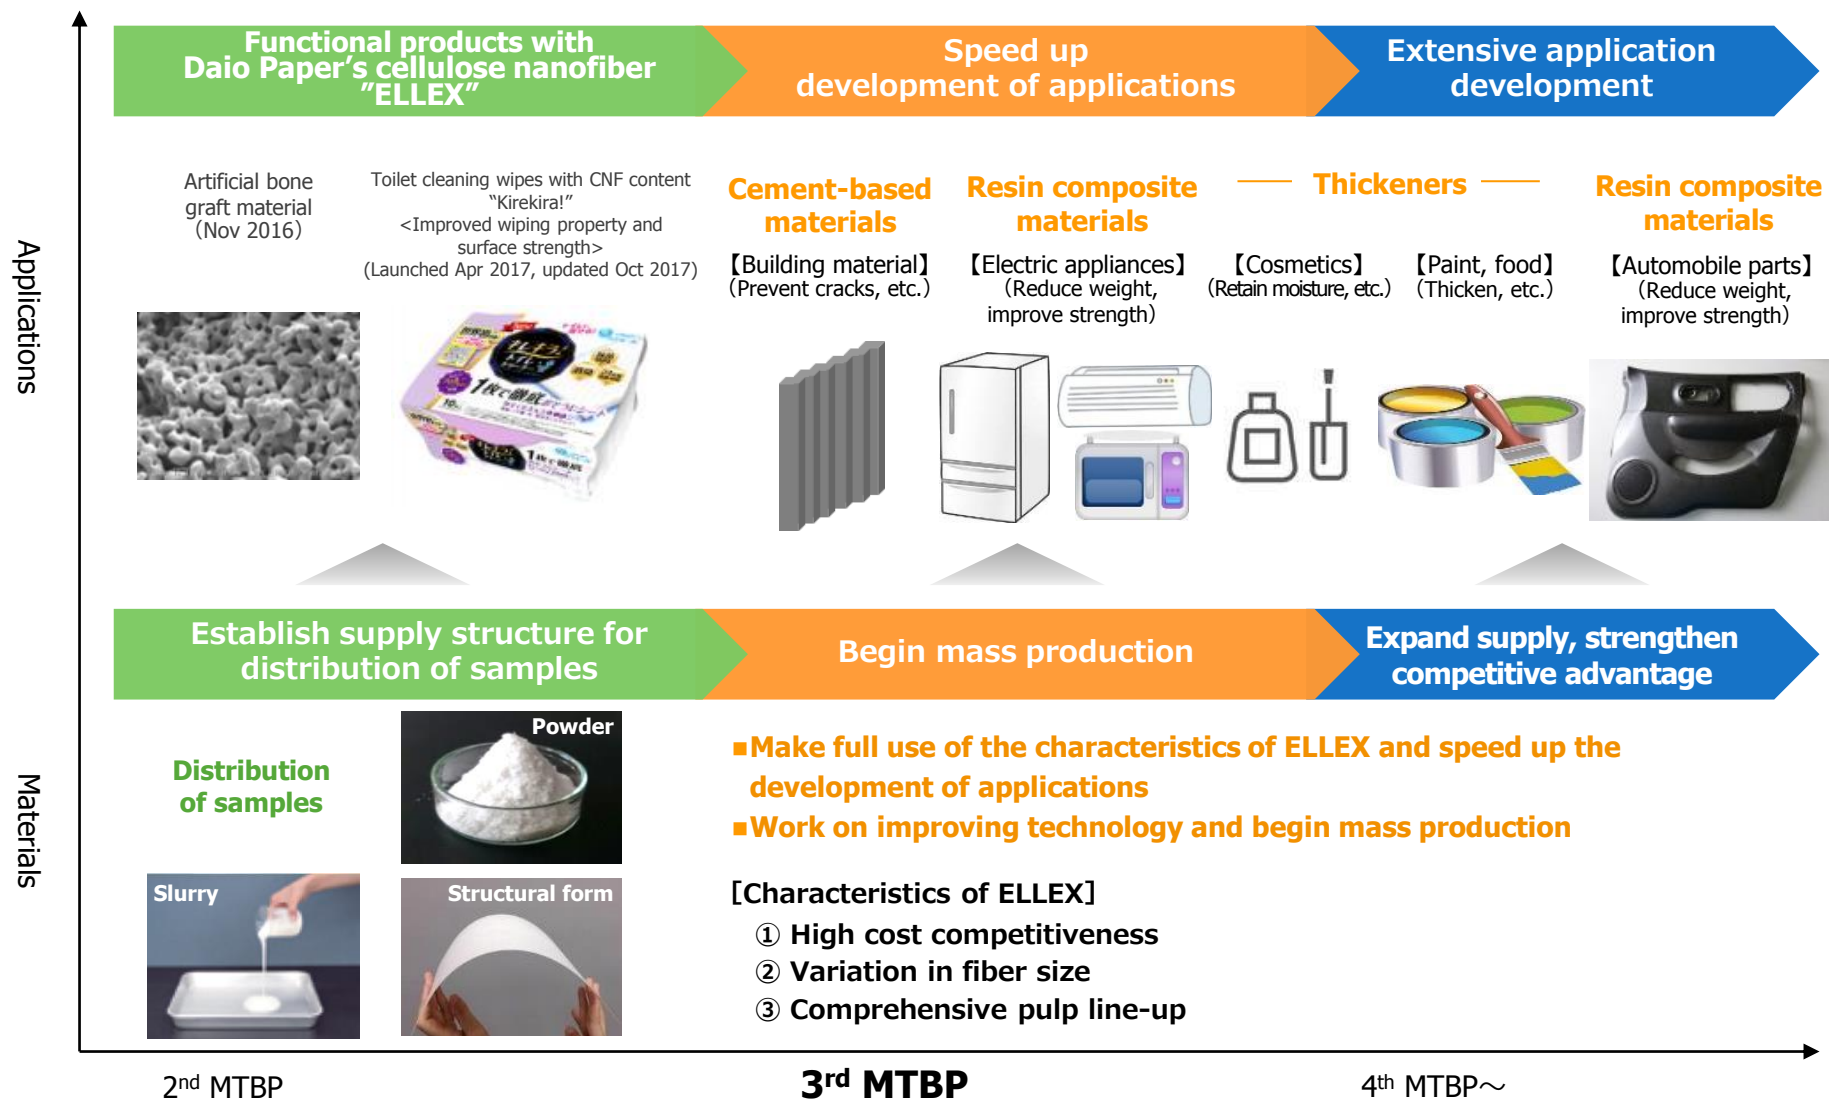 Functional products with
Daio Paper's cellulose nanofiber
"ELLEX"
Speed up
development of applications
Extensive application
development
Applications
Artificial bone
graft material
(Nov 2016)
Toilet cleaning wipes with CNF content
"Kirekira!"
<Improved wiping property and
surface strength>
(Launched Apr 2017, updated Oct 2017)
Cement-based
materials
【Building material】
(Prevent cracks, etc.)
Resin composite
materials
【Electric appliances】
(Reduce weight,
improve strength)
Thickeners
【Cosmetics】
(Retain moisture, etc.)
【Paint, food】
(Thicken, etc.)
Resin composite
materials
【Automobile parts】
(Reduce weight,
improve strength)
1枚で徹底
Establish supply structure for
distribution of samples
Begin mass production
Expand supply, strengthen
competitive advantage
Materials
Distribution
of samples
Powder
Slurry
Structural form
■Make full use of the characteristics of ELLEX and speed up the
development of applications
■Work on improving technology and begin mass production
[Characteristics of ELLEX]
① High cost competitiveness
② Variation in fiber size
③ Comprehensive pulp line-up
2nd MTBP
3rd MTBP
4th MTBP～